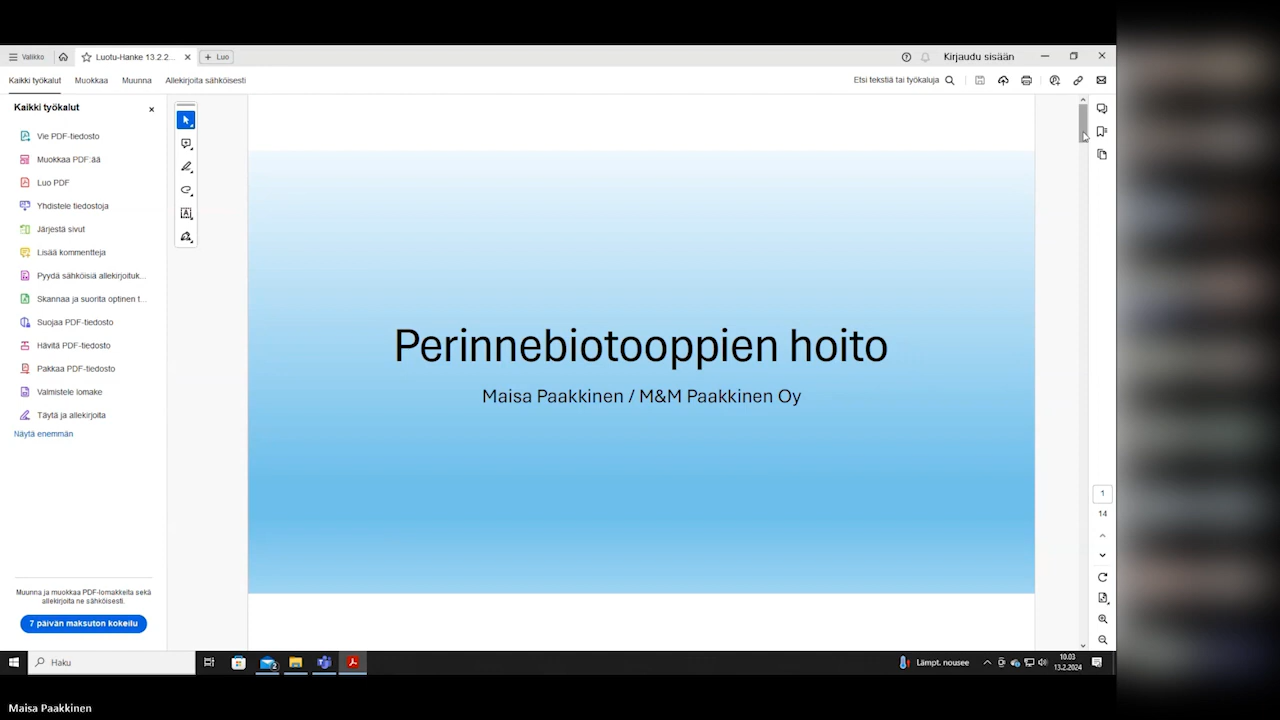 Valikko
Luotu-Hanke 13.2.2...
Luo
Kirjaudu sisään
Kaikki työkalut
Muokkaa
Muunna
Allekirjoita sähköisesti
Etsi tekstiä tai työkaluja
Kaikki työkalut
Vie PDF-tiedosto
Muokkaa PDF:ää
Luo PDF
Yhdistele tiedostoja
Järjestä sivut
Lisää kommentteja
Pyydä sähköisiä allekirjoituk...
Skannaa ja suorita optinen t...
Suojaa PDF-tiedosto
Hävitä PDF-tiedosto
Pakkaa PDF-tiedosto
Valmistele lomake
Täytä ja allekirjoita
Näytä enemmän
Perinnebiotooppien hoito
Maisa Paakkinen / M&M Paakkinen Oy
1
14
Muunna ja muokkaa PDF-lomakkeita sekä
allekirjoita ne sähköisesti.
7 päivän maksuton kokeilu
Haku
2
Lämpt. nousee
10.03
13.2.2024
Maisa Paakkinen